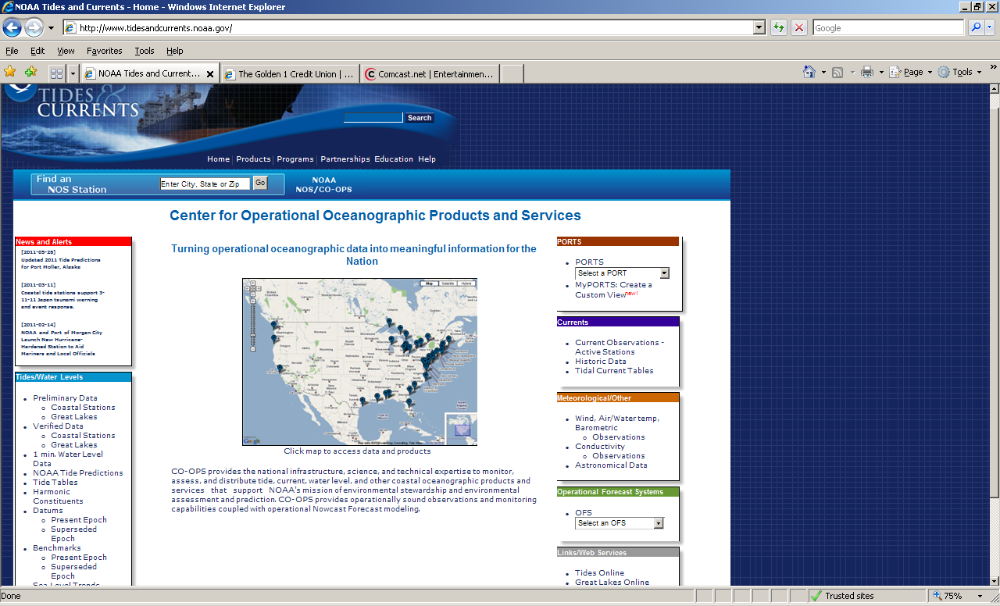 NOAA Tides and Currents - Home - Windows Internet Explorer
http://www.tidesandcurrents.noaa.gov/
Google
File Edit View Favorites Tools Help
NOAA Tides and Current...
The Golden 1 Credit Union | ...
Comcast.net | Entertainmen...
Page
Tools
TIDES &
CURRENTS
Search
Home | Products | Programs | Partnerships Education Help
Find an
NOS Station
Enter City, State or Zip
Go
NOAA
NOS/CO-OPS
Center for Operational Oceanographic Products and Services
News and Alerts
[2011-05-26]
Updated 2011 Tide Predictions
for Port Moller, Alaska
[2011-03-11]
Coastal tide stations support 3-
11-11 Japan tsunami warning
and event response.
[2011-02-14]
NOAA and Port of Morgan City
Launch New Hurricane-
Hardened Station to Aid
Mariners and Local Officials
Tides/Water Levels
Preliminary Data
Coastal Stations
Great Lakes
Verified Data
Coastal Stations
Great Lakes
1 min. Water Level
Data
NOAA Tide Predictions
Tide Tables
Harmonic
Constituents
Datums
Present Epoch
Superseded
Epoch
Benchmarks
Present Epoch
Superseded
Epoch
Sea Level Trends
Turning operational oceanographic data into meaningful information for the
Nation
Map Satellite Hybrid
Google
Click map to access data and products
CO-OPS provides the national infrastructure, science, and technical expertise to monitor,
assess, and distribute tide, current, water level, and other coastal oceanographic products and
services that support NOAA's mission of environmental stewardship and environmental
assessment and prediction. CO-OPS provides operationally sound observations and monitoring
capabilities coupled with operational Nowcast Forecast modeling.
PORTS
PORTS
Select a PORT
MyPORTS: Create a
Custom View new!
Currents
Current Observations -
Active Stations
Historic Data
Tidal Current Tables
Meteorological/Other
Wind, Air/Water temp,
Barometric
Observations
Conductivity
Observations
Astronomical Data
Operational Forecast Systems
OFS
Select an OFS
Links/Web Services
Tides Online
Great Lakes Online
Done
Trusted sites
75%